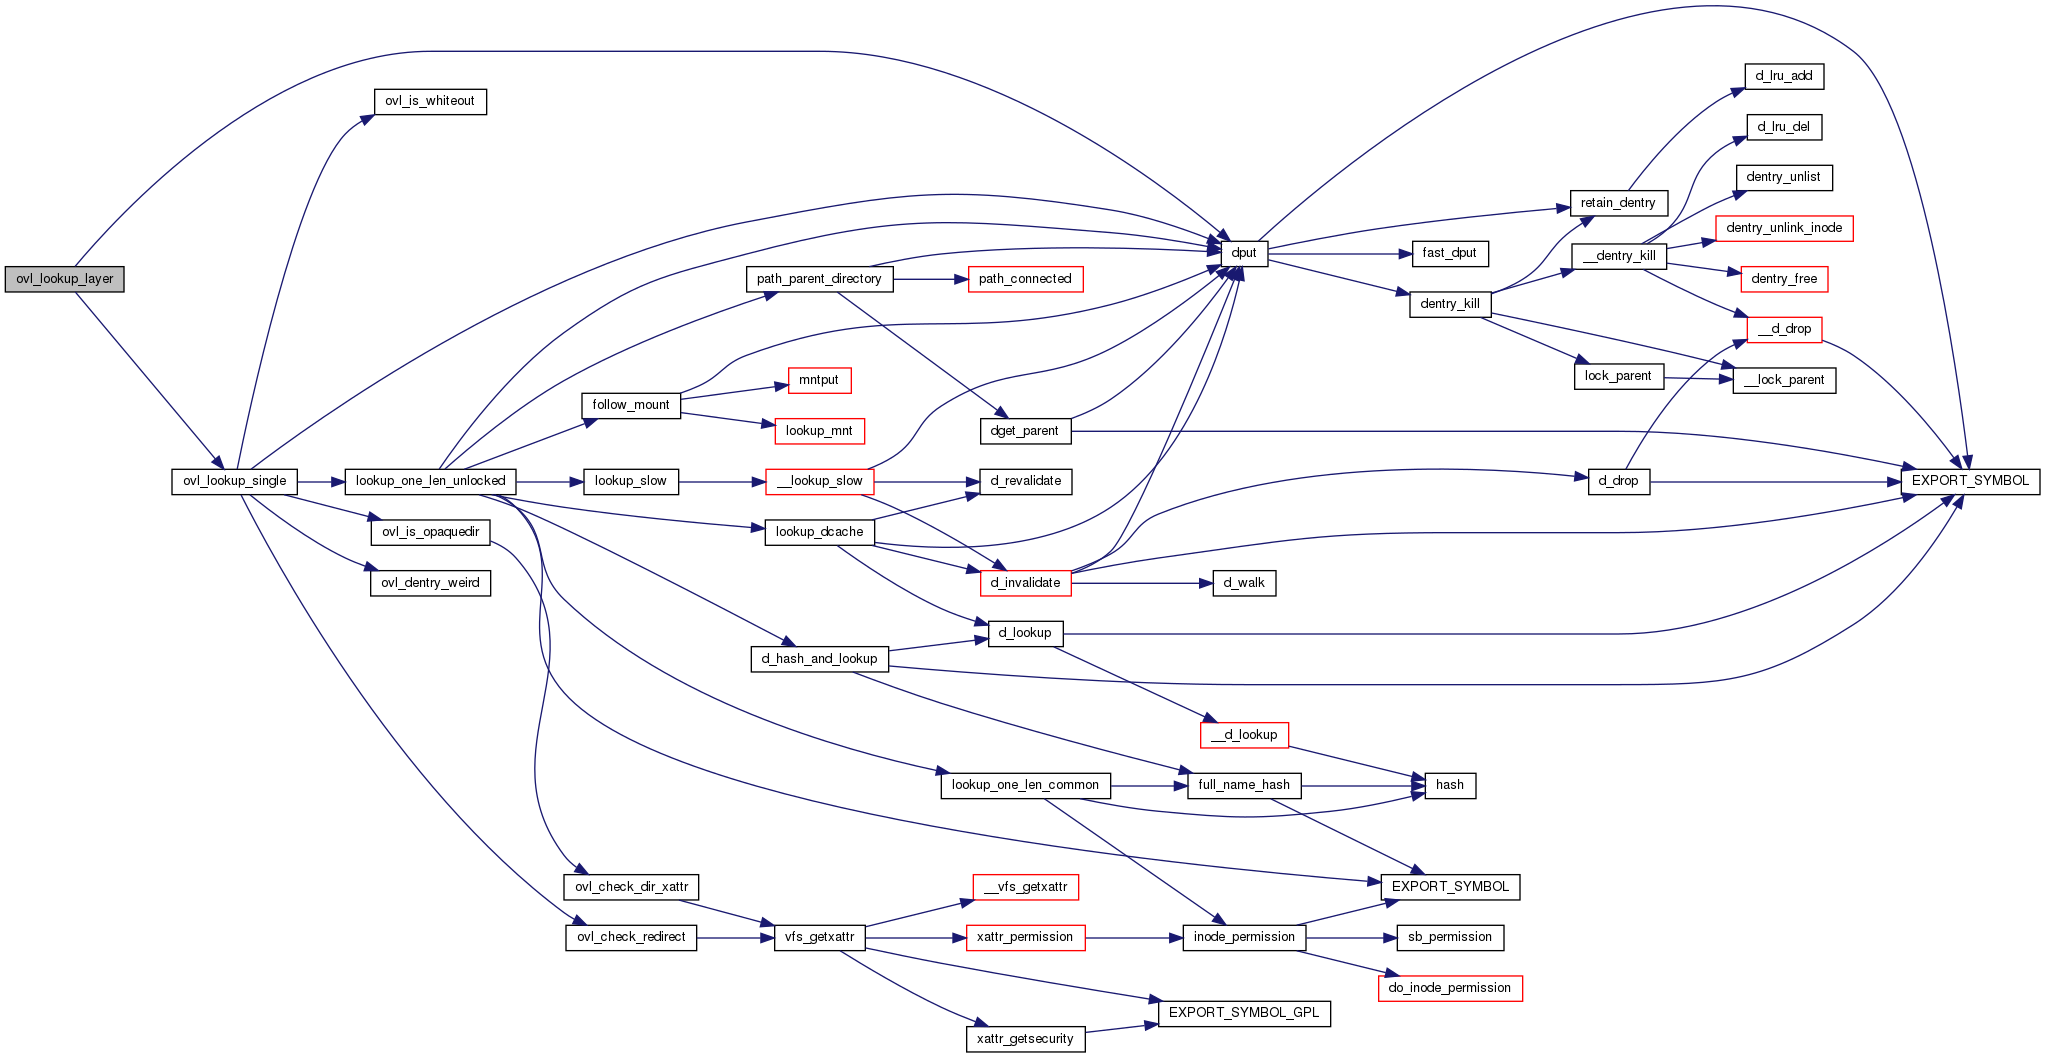 ovl_lookup_layer
ovl_is_whiteout
ovl_lookup_single
lookup_one_len_unlocked
ovl_is_opaquedir
ovl_dentry_weird
path_parent_directory
path_connected
follow_mount
mntput
lookup_mnt
dget_parent
lookup_slow
__lookup_slow
d_revalidate
lookup_dcache
d_invalidate
d_walk
d_lookup
d_hash_and_lookup
__d_lookup
lookup_one_len_common
full_name_hash
hash
ovl_check_dir_xattr
ovl_check_redirect
vfs_getxattr
__vfs_getxattr
xattr_permission
inode_permission
EXPORT_SYMBOL
sb_permission
do_inode_permission
EXPORT_SYMBOL_GPL
xattr_getsecurity
dput
fast_dput
dentry_kill
retain_dentry
__dentry_kill
lock_parent
d_lru_add
d_lru_del
dentry_unlist
dentry_unlink_inode
dentry_free
__d_drop
__lock_parent
d_drop
EXPORT_SYMBOL